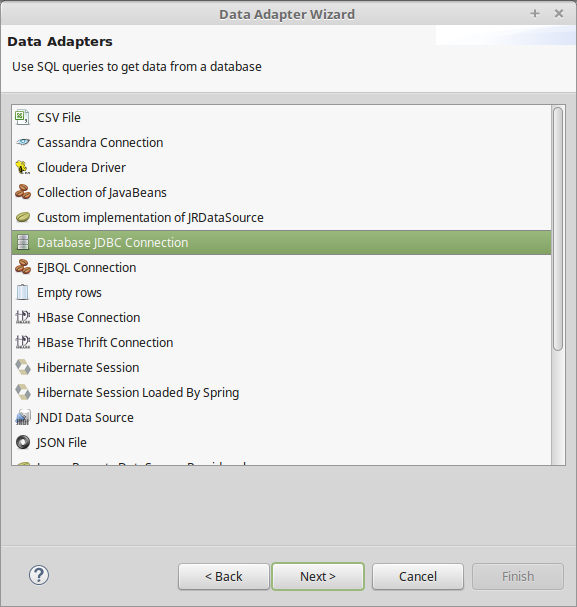 Data Adapter Wizard
Data Adapters
Use SQL queries to get data from a database
CSV File
Cassandra Connection
Cloudera Driver
Collection of JavaBeans
Custom implementation of JRDataSource
Database JDBC Connection
EJBQL Connection
Empty rows
HBase Connection
HBase Thrift Connection
Hibernate Session
Hibernate Session Loaded By Spring
JNDI Data Source
JSON File
< Back
Next >
Cancel
Finish